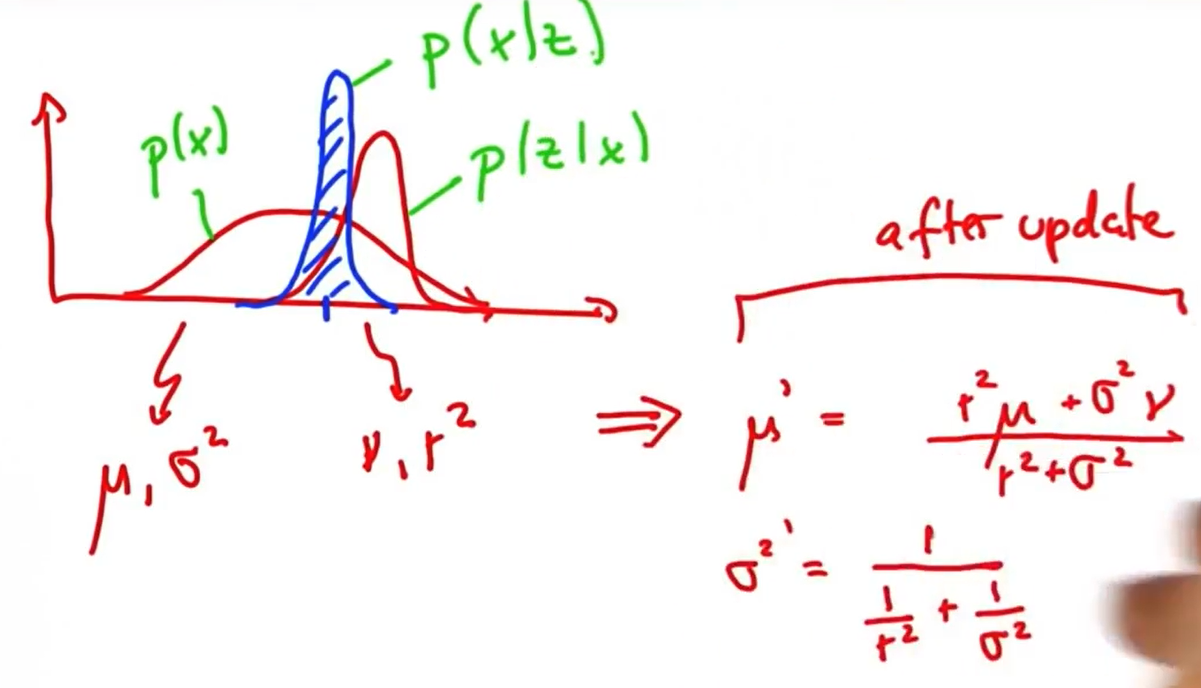 p(x|z)
p(x)
p(z|x)
after update
μ, σ²
ν, r²
⇒
μ' = (r²μ + σ²ν) / (r² + σ²)
σ²' = 1 / (1/r² + 1/σ²)